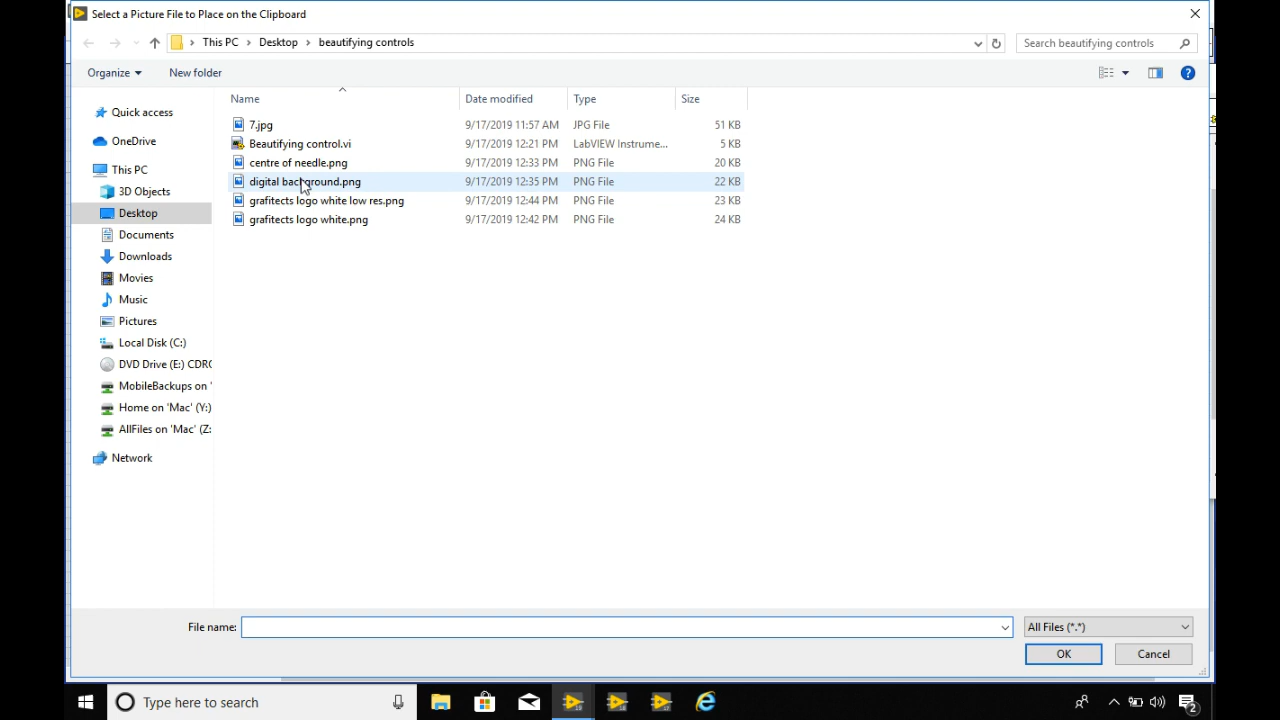 Select a Picture File to Place on the Clipboard
This PC
Desktop
beautifying controls
Search beautifying controls
Organize
New folder
Name
Date modified
Type
Size
7.jpg 9/17/2019 11:57 AM JPG File 51 KB
Beautifying control.vi 9/17/2019 12:21 PM LabVIEW Instrume... 5 KB
centre of needle.png 9/17/2019 12:33 PM PNG File 20 KB
digital background.png 9/17/2019 12:35 PM PNG File 22 KB
grafitects logo white low res.png 9/17/2019 12:44 PM PNG File 23 KB
grafitects logo white.png 9/17/2019 12:42 PM PNG File 24 KB
Quick access
OneDrive
This PC
3D Objects
Desktop
Documents
Downloads
Movies
Music
Pictures
Local Disk (C:)
DVD Drive (E:) CDRO
MobileBackups on '
Home on 'Mac' (Y:)
AllFiles on 'Mac' (Z:
Network
File name:
All Files (*.*)
OK
Cancel
Type here to search
2